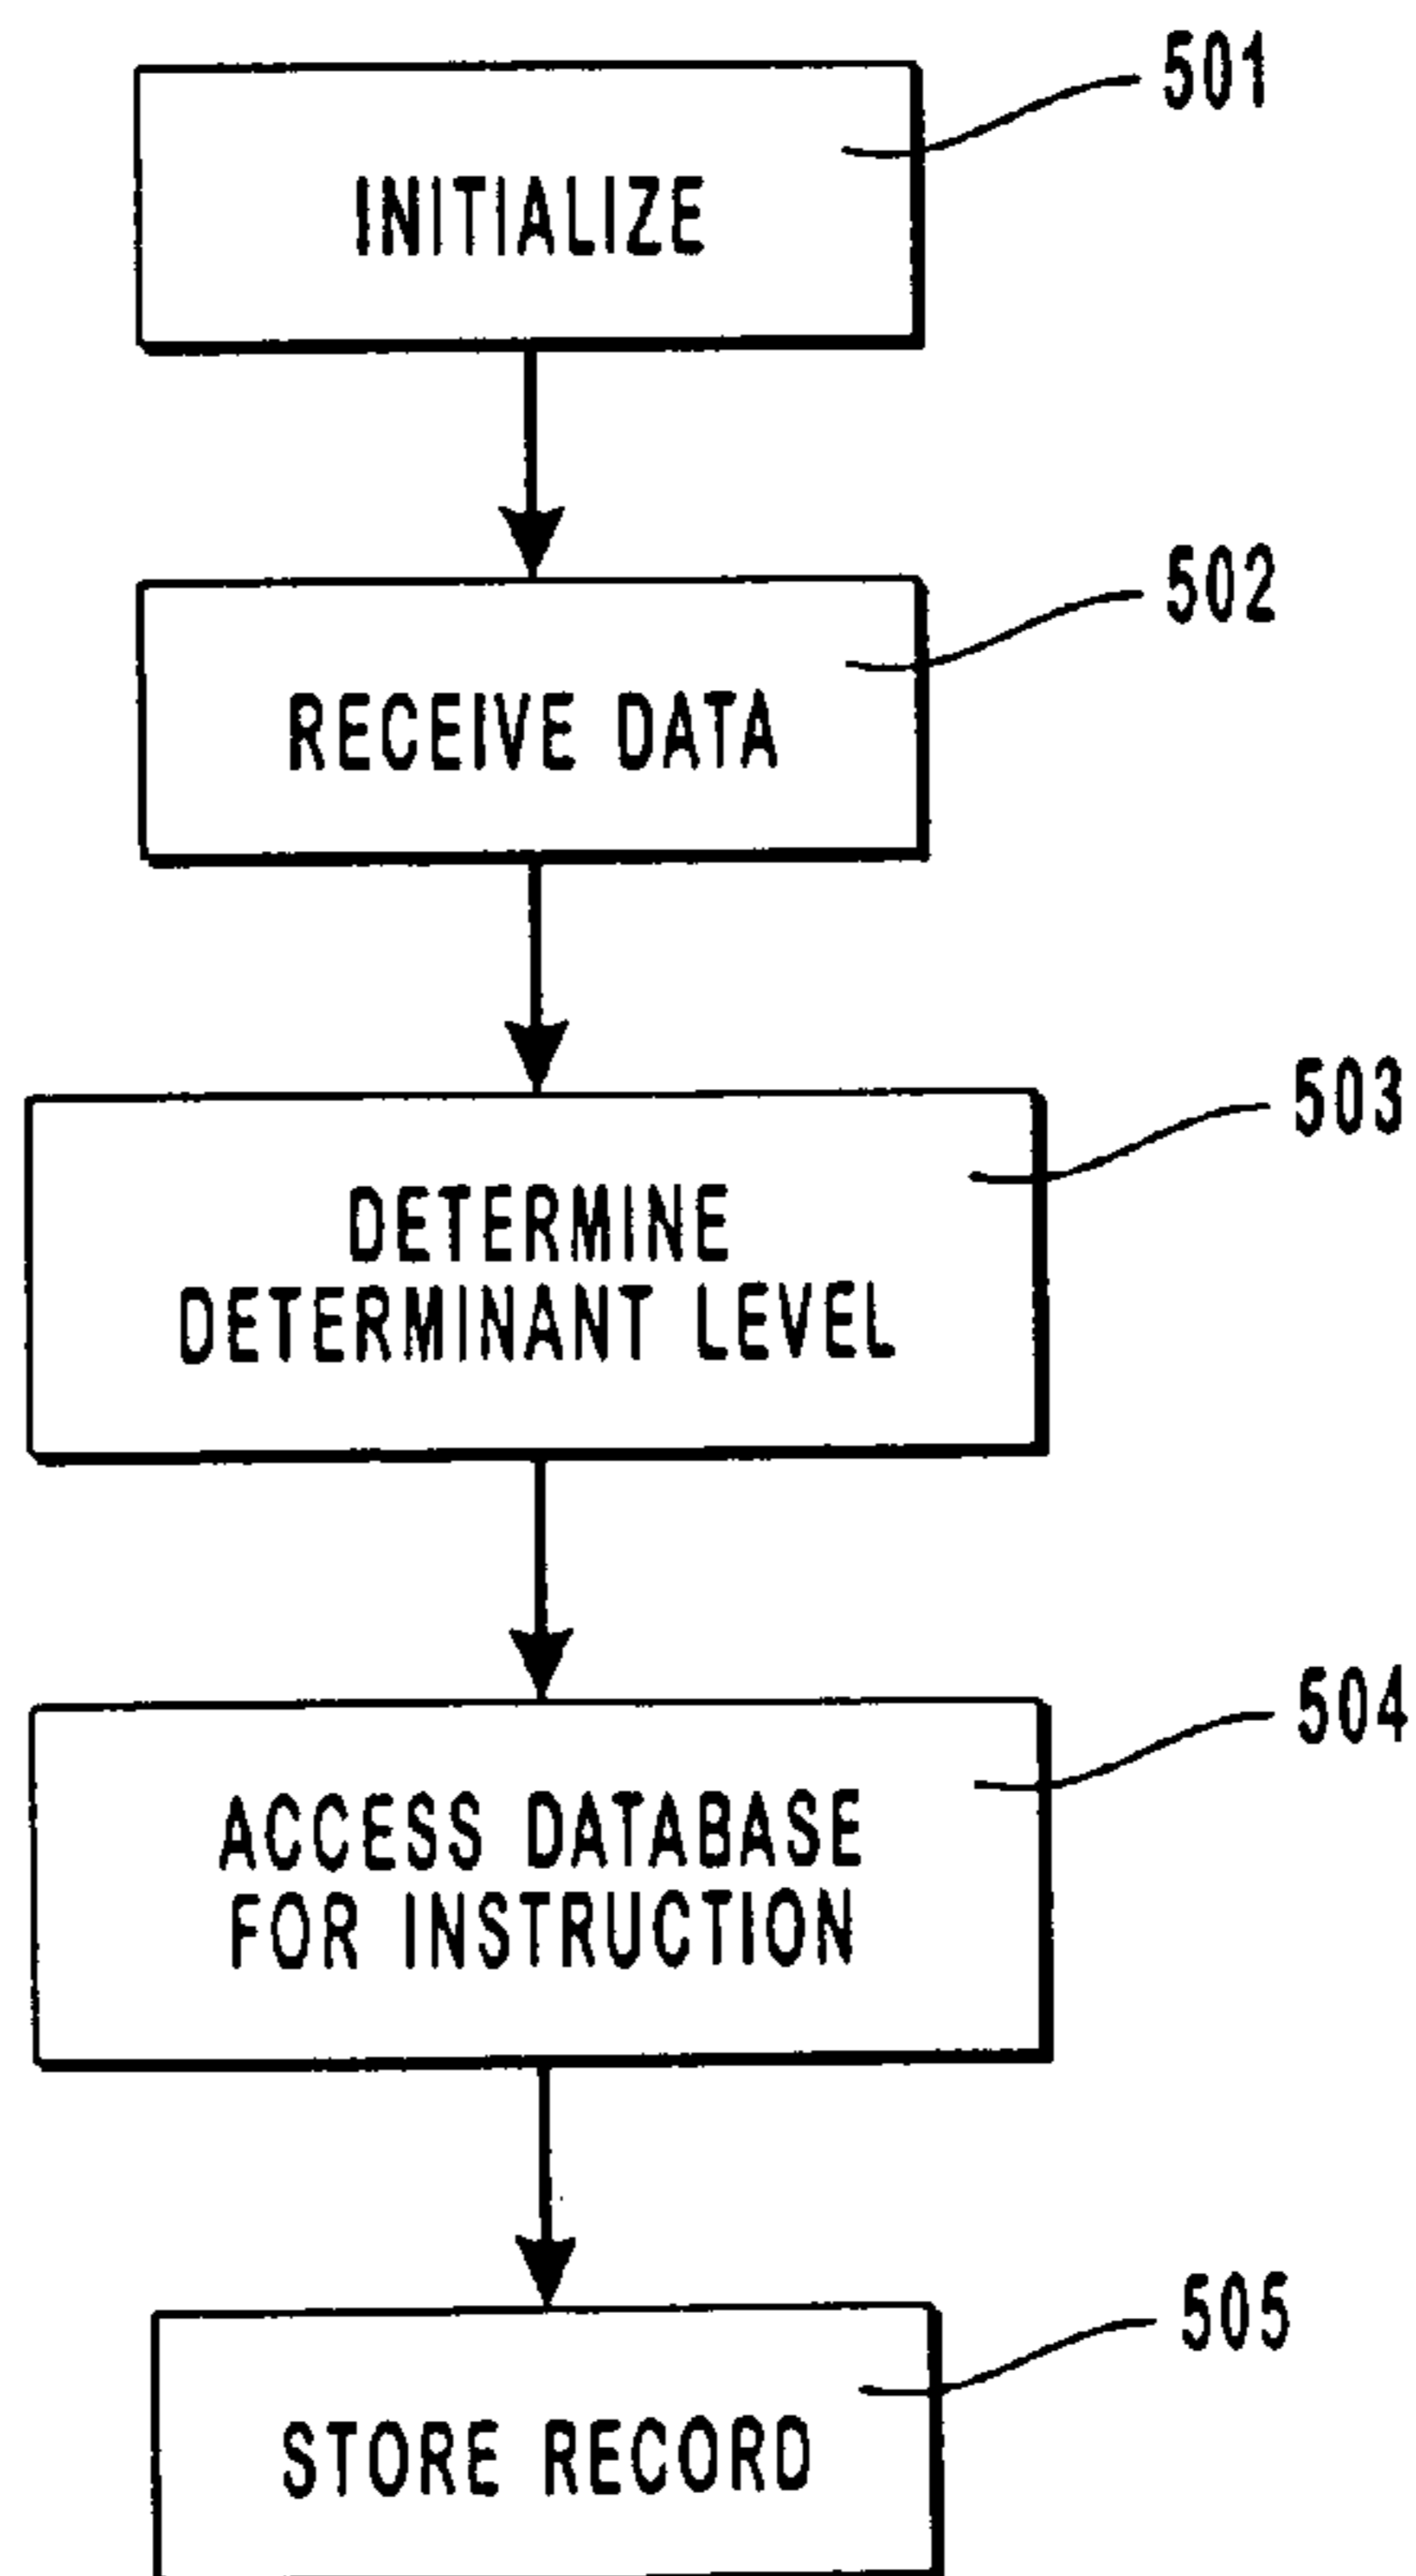 501
INITIALIZE
502
RECEIVE DATA
503
DETERMINE
DETERMINANT LEVEL
504
ACCESS DATABASE
FOR INSTRUCTION
505
STORE RECORD